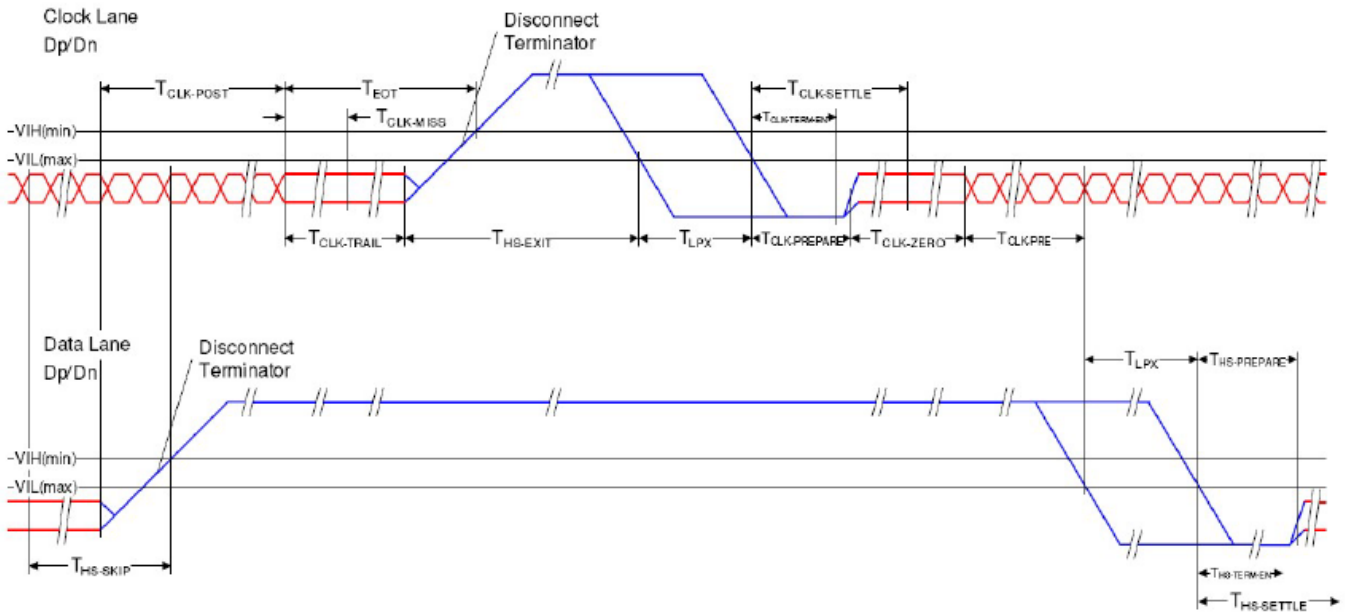 Clock Lane
Dp/Dn
Disconnect
Terminator
TCLK-POST
TEOT
TCLK-SETTLE
TCLK-MISS
TCLK-TERM-EN
VIH(min)
VIL(max)
TCLK-TRAIL
THS-EXIT
TLPX
TCLK-PREPARE
TCLK-ZERO
TCLK-PRE
Data Lane
Dp/Dn
Disconnect
Terminator
TLPX
THS-PREPARE
VIH(min)
VIL(max)
THS-SKIP
THS-TERM-EN
THS-SETTLE